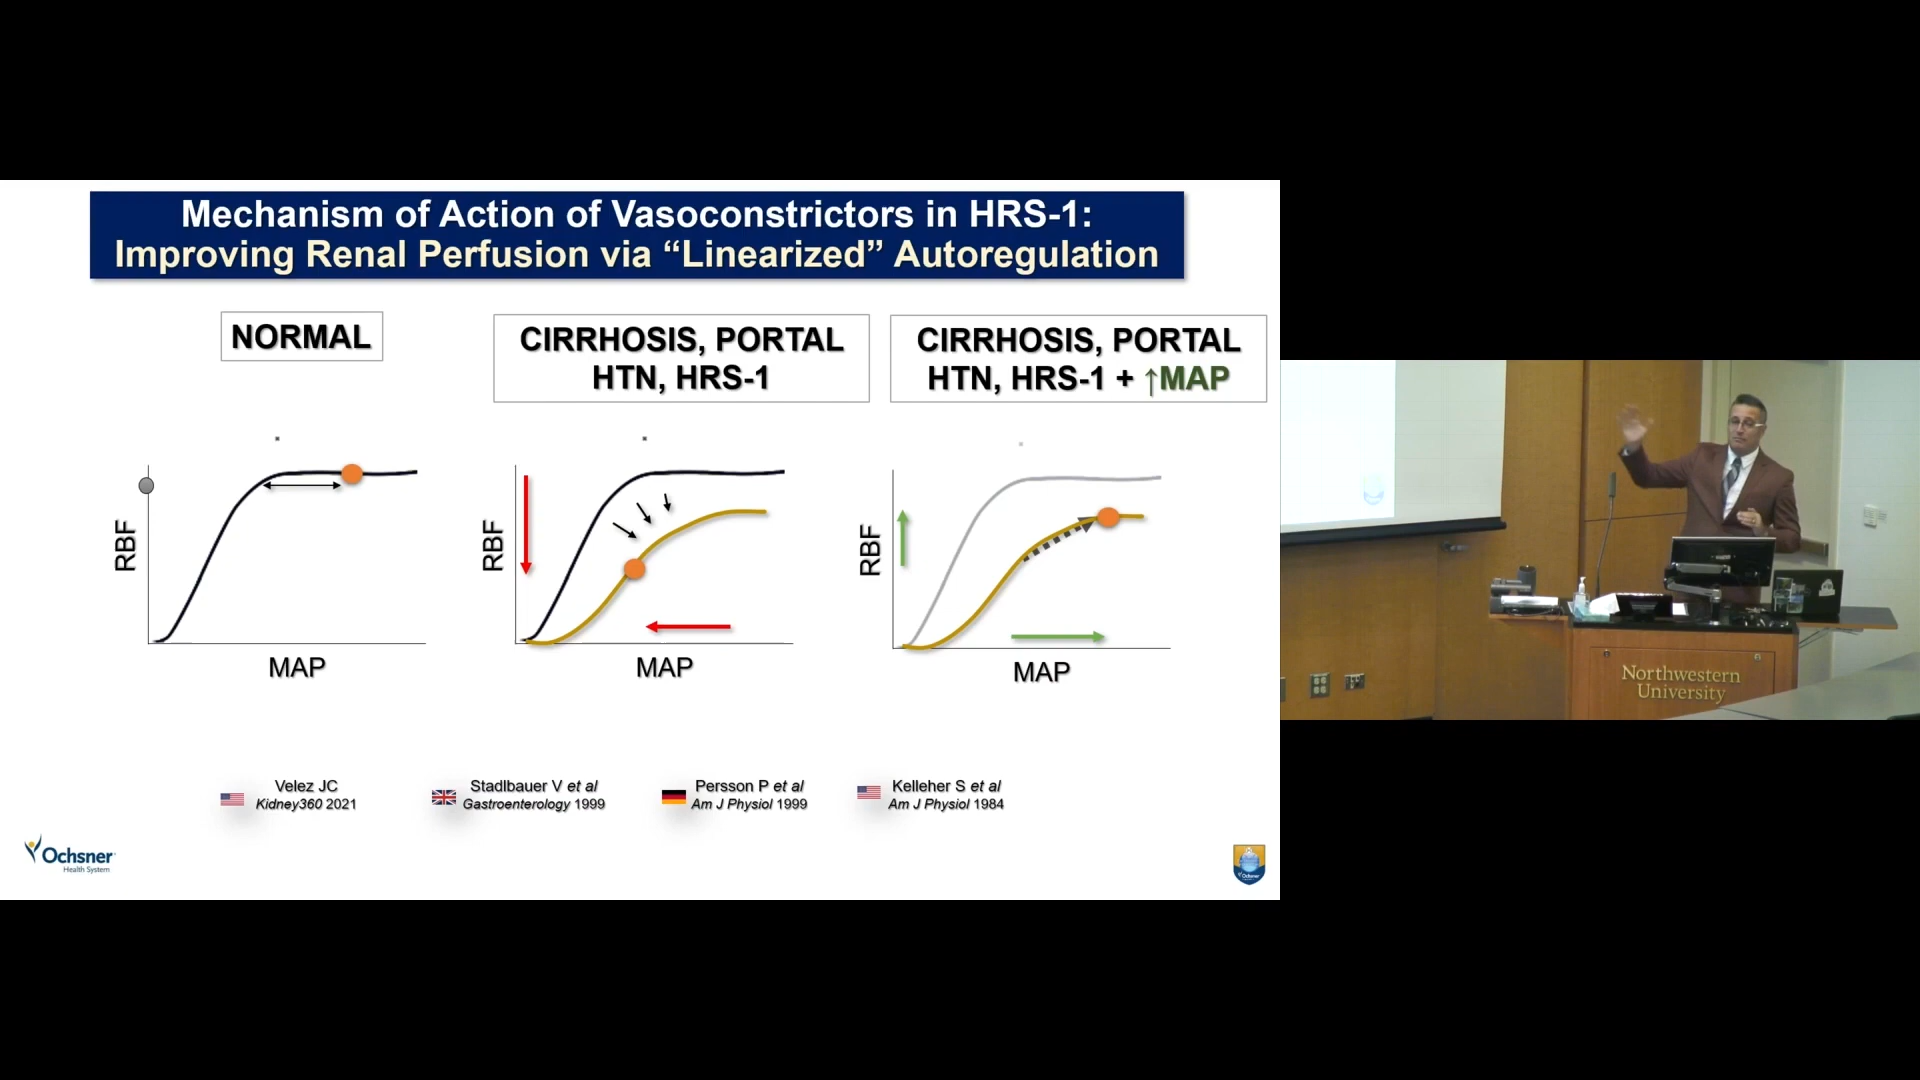 Mechanism of Action of Vasoconstrictors in HRS-1:
Improving Renal Perfusion via “Linearized” Autoregulation
NORMAL
CIRRHOSIS, PORTAL
HTN, HRS-1
CIRRHOSIS, PORTAL
HTN, HRS-1 + ↑MAP
RBF
MAP
RBF
MAP
RBF
MAP
Velez JC
Kidney360 2021
Stadlbauer V et al
Gastroenterology 1999
Persson P et al
Am J Physiol 1999
Kelleher S et al
Am J Physiol 1984
Ochsner
Health System
Ochsner
Northwestern
University